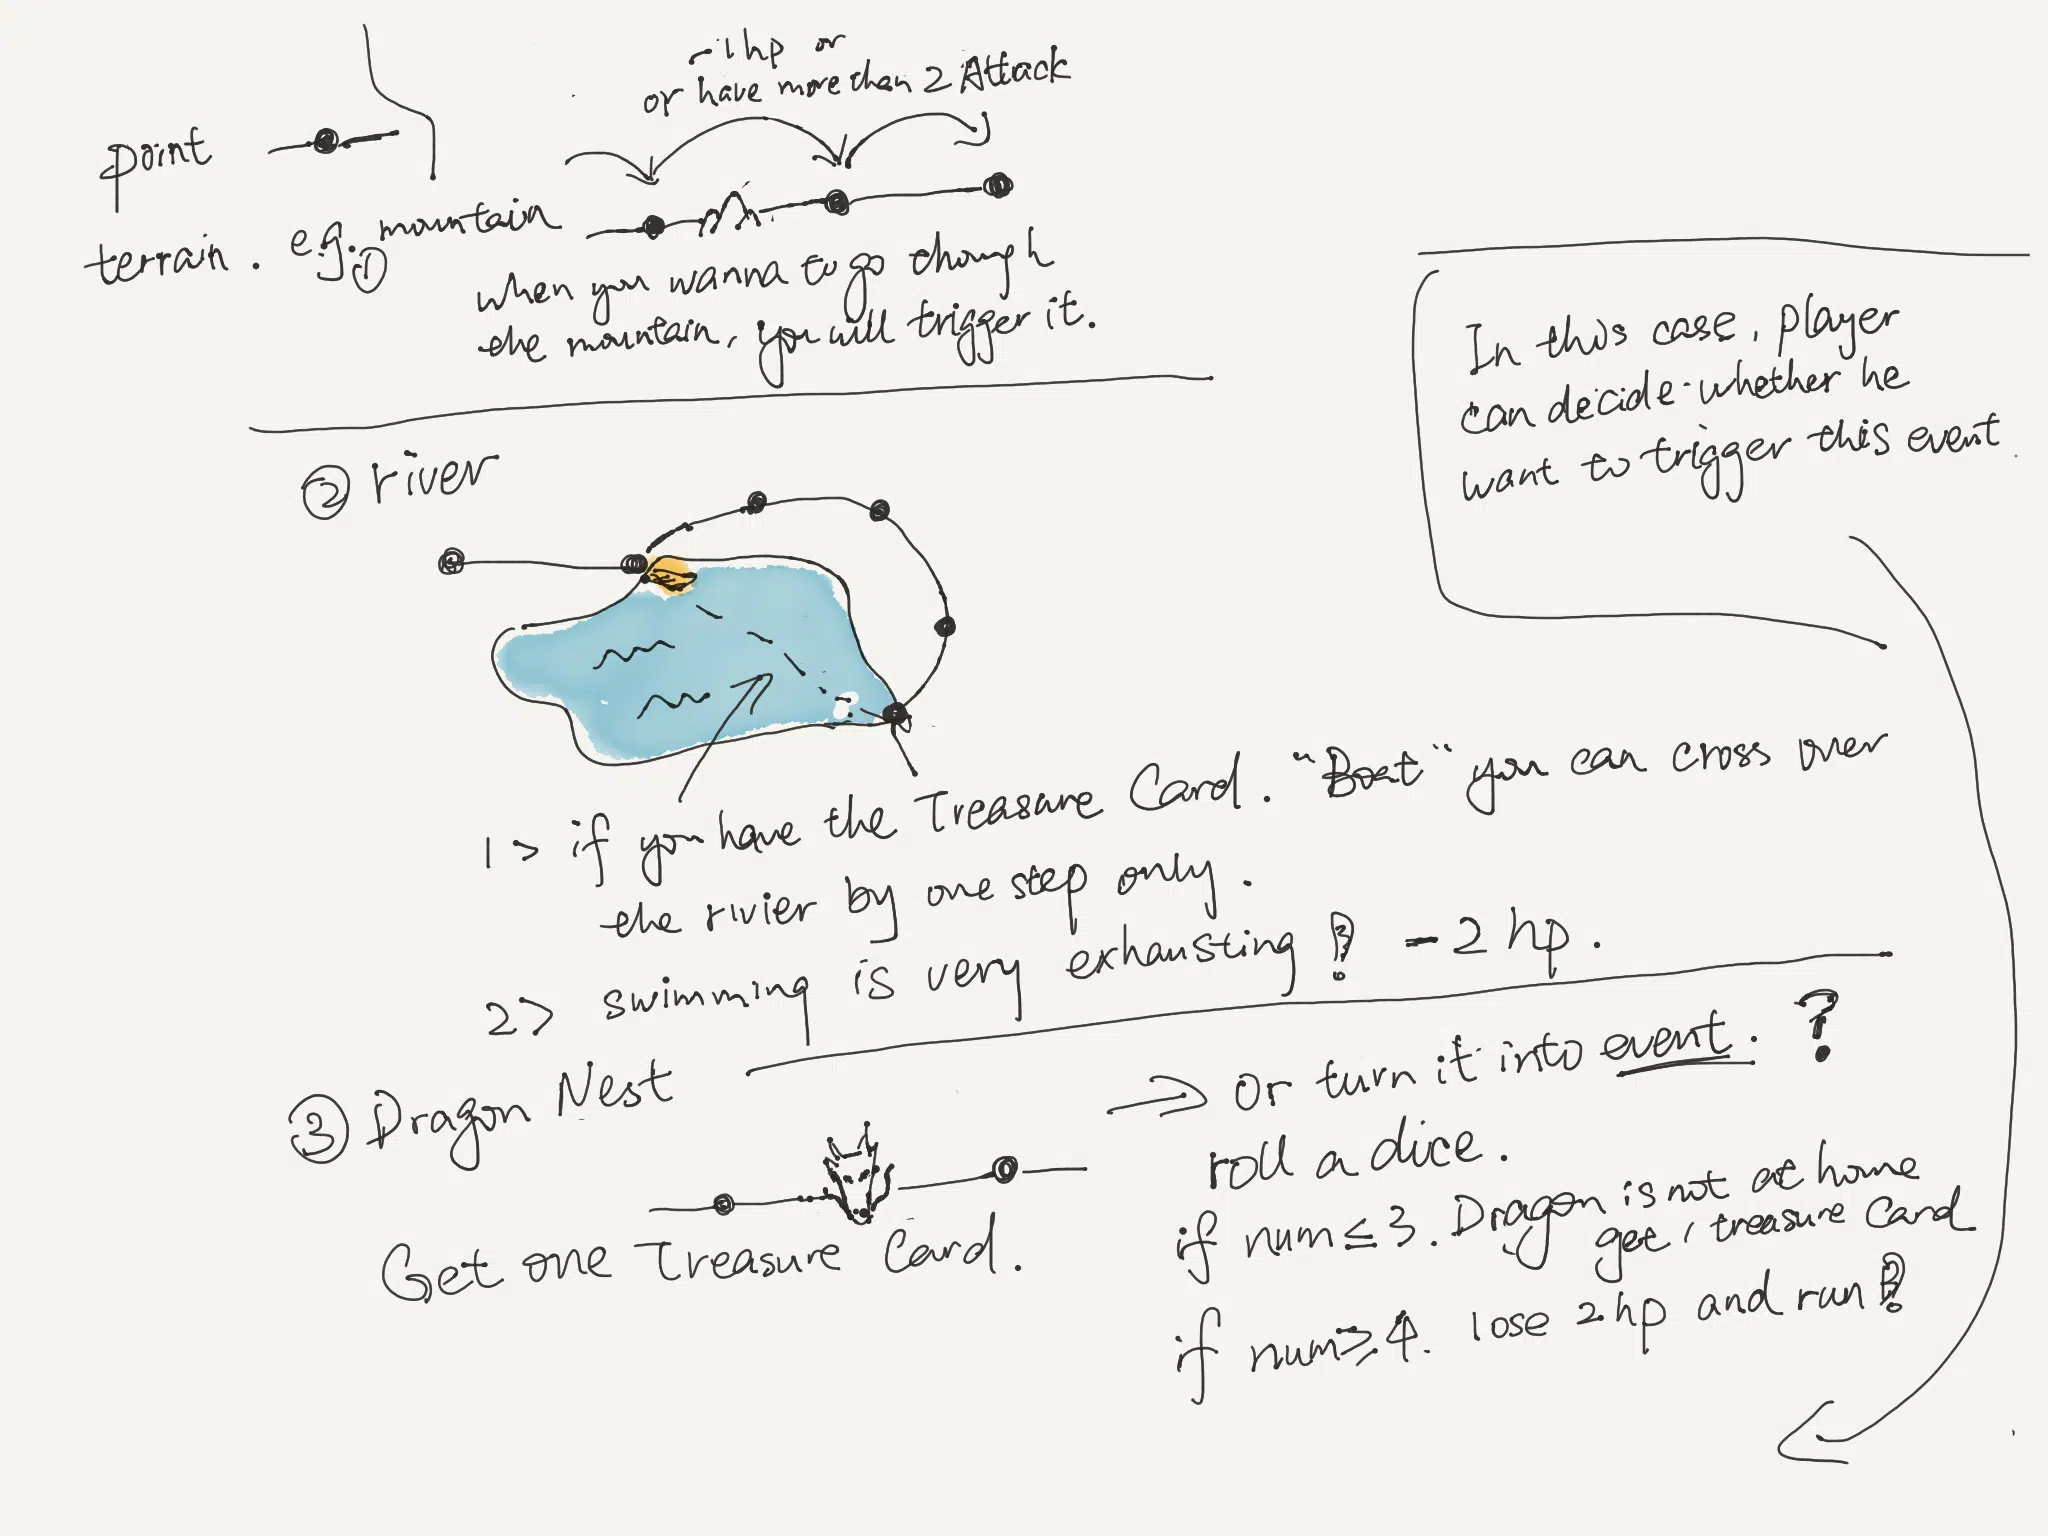 -1hp or
or have more than 2 Attack
point
terrain. e.g. ① mountain
when you wanna to go though
the mountain, you will trigger it.
In this case, player
can decide whether he
want to trigger this event
② river
1> if you have the Treasure Card. "Boat" you can cross over
the rivier by one step only.
2> swimming is very exhausting! -2 hp.
③ Dragon Nest
Get one Treasure Card.
⇒ Or turn it into event. ?
roll a dice.
if num≤3. Dragon is not at home
get 1 treasure Card
if num≥4. lose 2hp and run!